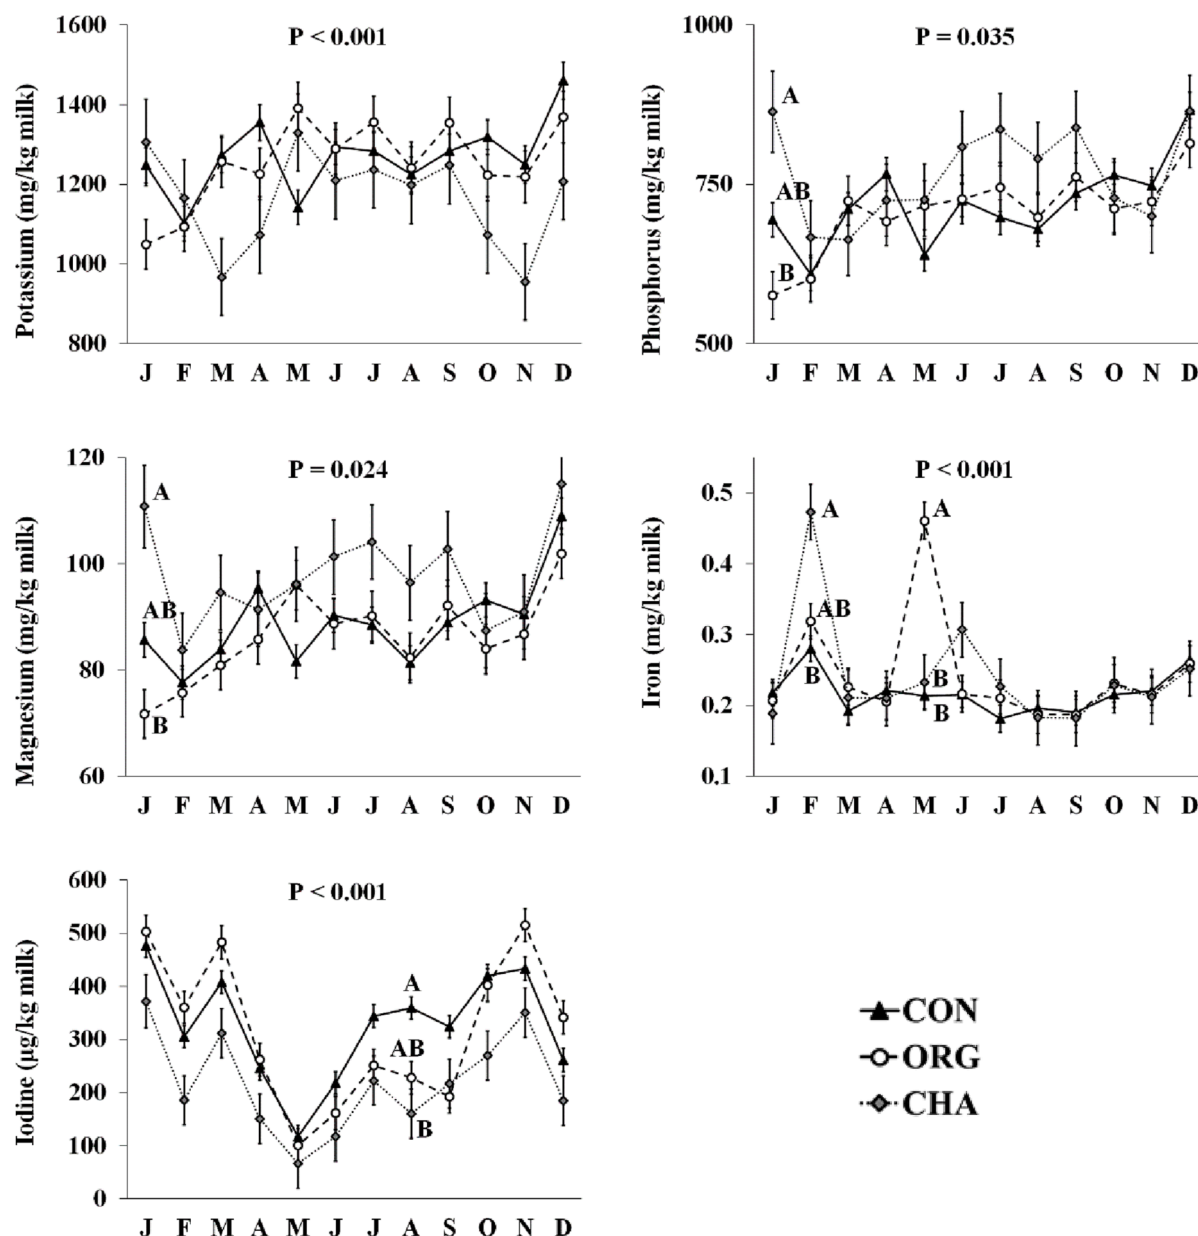 Potassium (mg/kg milk)
1600
1400
1200
1000
800
P < 0.001
J F M A M J J A S O N D
Phosphorus (mg/kg milk)
1000
750
500
P = 0.035
A
AB
B
J F M A M J J A S O N D
Magnesium (mg/kg milk)
120
100
80
60
P = 0.024
A
AB
B
J F M A M J J A S O N D
Iron (mg/kg milk)
0.5
0.4
0.3
0.2
0.1
P < 0.001
A
AB
B
A
B
B
J F M A M J J A S O N D
Iodine (µg/kg milk)
600
500
400
300
200
100
0
P < 0.001
A
AB
B
J F M A M J J A S O N D
CON
ORG
CHA